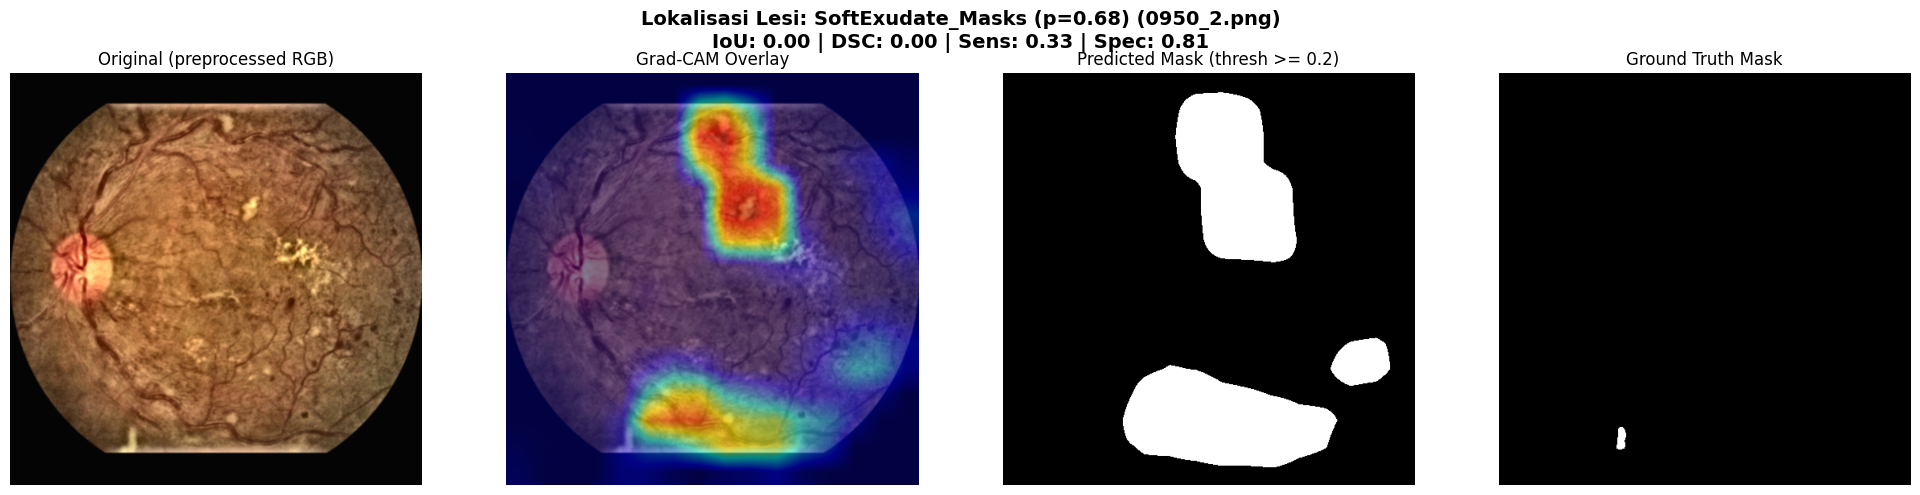 Lokalisasi Lesi: SoftExudate_Masks (p=0.68) (0950_2.png)
IoU: 0.00 | DSC: 0.00 | Sens: 0.33 | Spec: 0.81
Original (preprocessed RGB)
Grad-CAM Overlay
Predicted Mask (thresh >= 0.2)
Ground Truth Mask